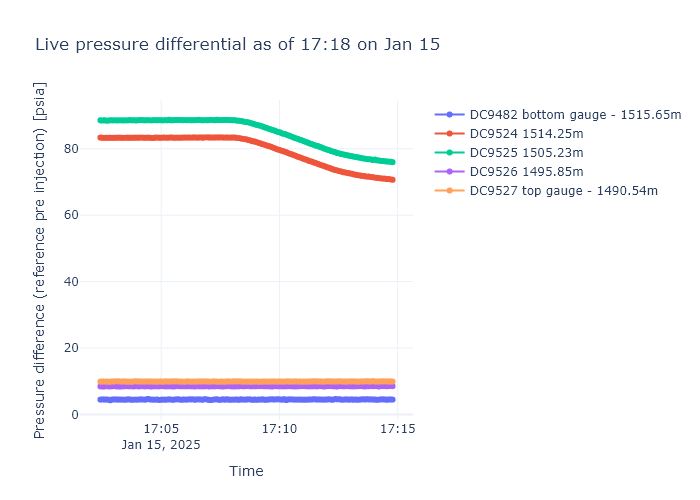 Live pressure differential as of 17:18 on Jan 15
Pressure difference (reference pre injection) [psia]
80
60
40
20
0
17:05
Jan 15, 2025
17:10
17:15
Time
DC9482 bottom gauge - 1515.65m
DC9524 1514.25m
DC9525 1505.23m
DC9526 1495.85m
DC9527 top gauge - 1490.54m